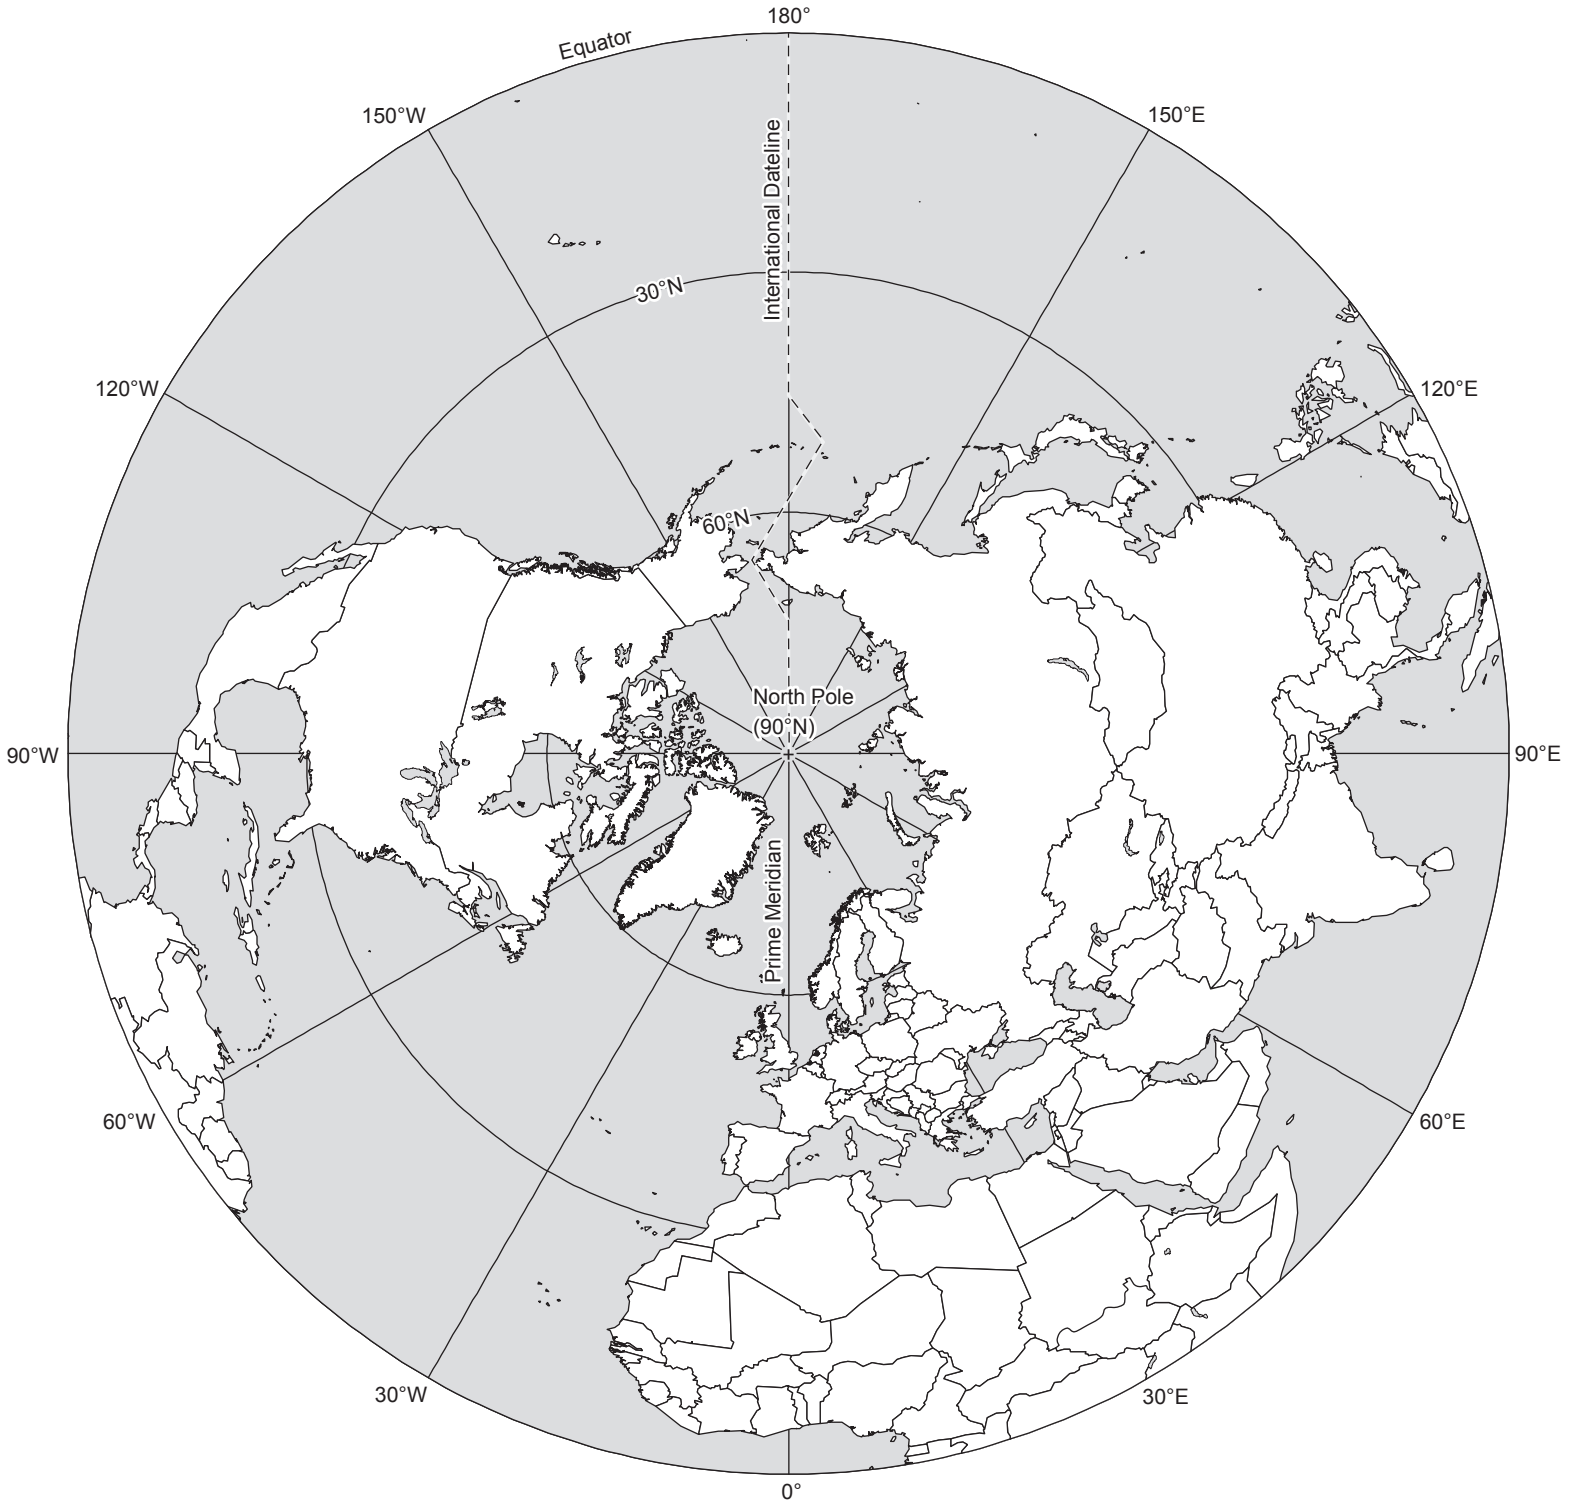 180°
Equator
150°W
150°E
International Dateline
30°N
120°W
120°E
60°N
North Pole
(90°N)
90°W
90°E
Prime Meridian
60°W
60°E
30°W
30°E
0°